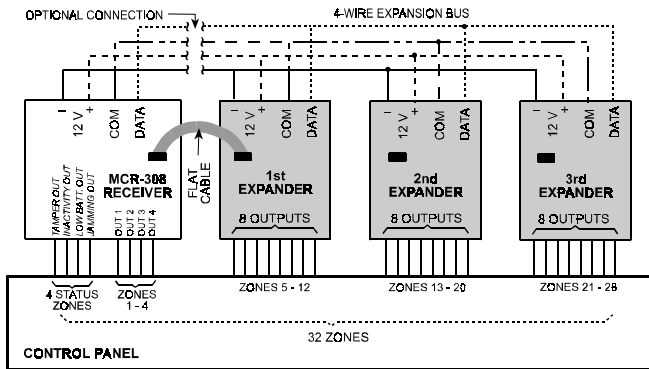 OPTIONAL CONNECTION
4-WIRE EXPANSION BUS
– 12 V + COM DATA
– 12 V + COM DATA
– 12 V + COM DATA
– 12 V + COM DATA
MCR-308
RECEIVER
FLAT
CABLE
1st
EXPANDER
2nd
EXPANDER
3rd
EXPANDER
TAMPER OUT
INACTIVITY OUT
LOW BATT. OUT
JAMMING OUT
OUT 1
OUT 2
OUT 3
OUT 4
8 OUTPUTS
8 OUTPUTS
8 OUTPUTS
4 STATUS
ZONES
ZONES
1 - 4
ZONES 5 - 12
ZONES 13 - 20
ZONES 21 - 28
32 ZONES
CONTROL PANEL